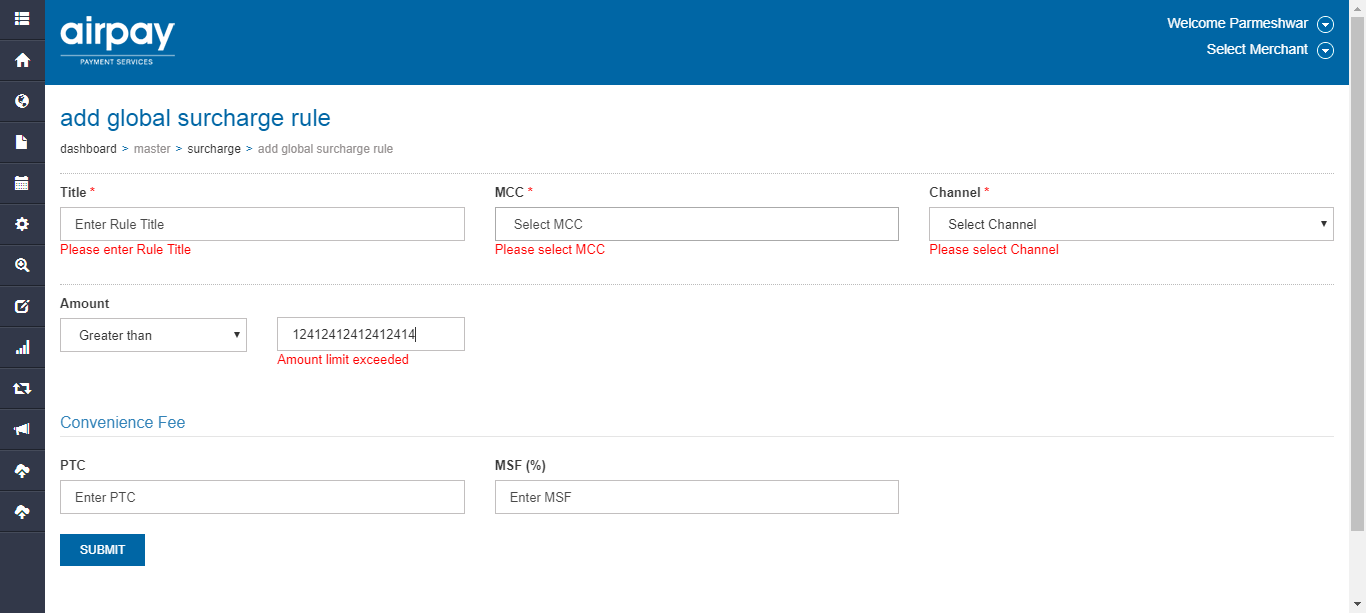 airpay
PAYMENT SERVICES
Welcome Parmeshwar
Select Merchant
add global surcharge rule
dashboard > master > surcharge > add global surcharge rule
Title * MCC * Channel *
Enter Rule Title Select MCC Select Channel
Please enter Rule Title Please select MCC Please select Channel
Amount
Greater than 12412412412412414
Amount limit exceeded
Convenience Fee
PTC MSF (%)
Enter PTC Enter MSF
SUBMIT